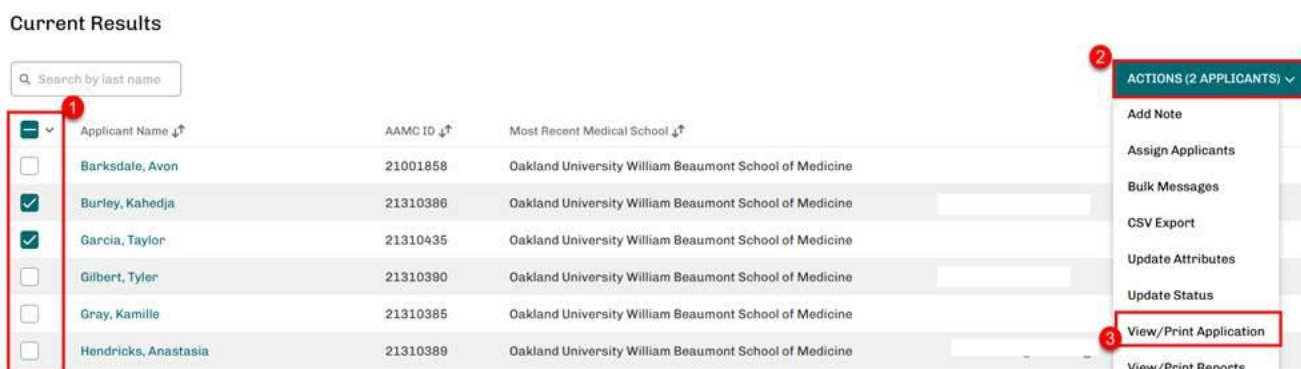 Current Results
Search by last name
2
ACTIONS (2 APPLICANTS)
1
Add Note
Applicant Name AAMC ID Most Recent Medical School
Assign Applicants
Barksdale, Avon 21001858 Oakland University William Beaumont School of Medicine
Bulk Messages
Burley, Kahedja 21310386 Oakland University William Beaumont School of Medicine
CSV Export
Garcia, Taylor 21310435 Oakland University William Beaumont School of Medicine
Update Attributes
Gilbert, Tyler 21310390 Oakland University William Beaumont School of Medicine
Update Status
Gray, Kamille 21310385 Oakland University William Beaumont School of Medicine
3 View/Print Application
Hendricks, Anastasia 21310389 Oakland University William Beaumont School of Medicine
View/Print Reports